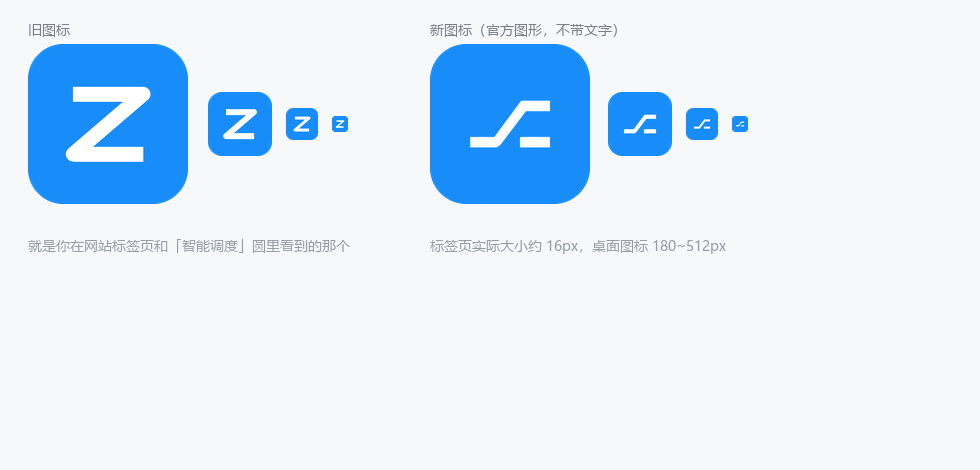 旧图标
新图标（官方图形，不带文字）
Z Z Z Z
就是你在网站标签页和「智能调度」圆里看到的那个
标签页实际大小约 16px，桌面图标 180~512px